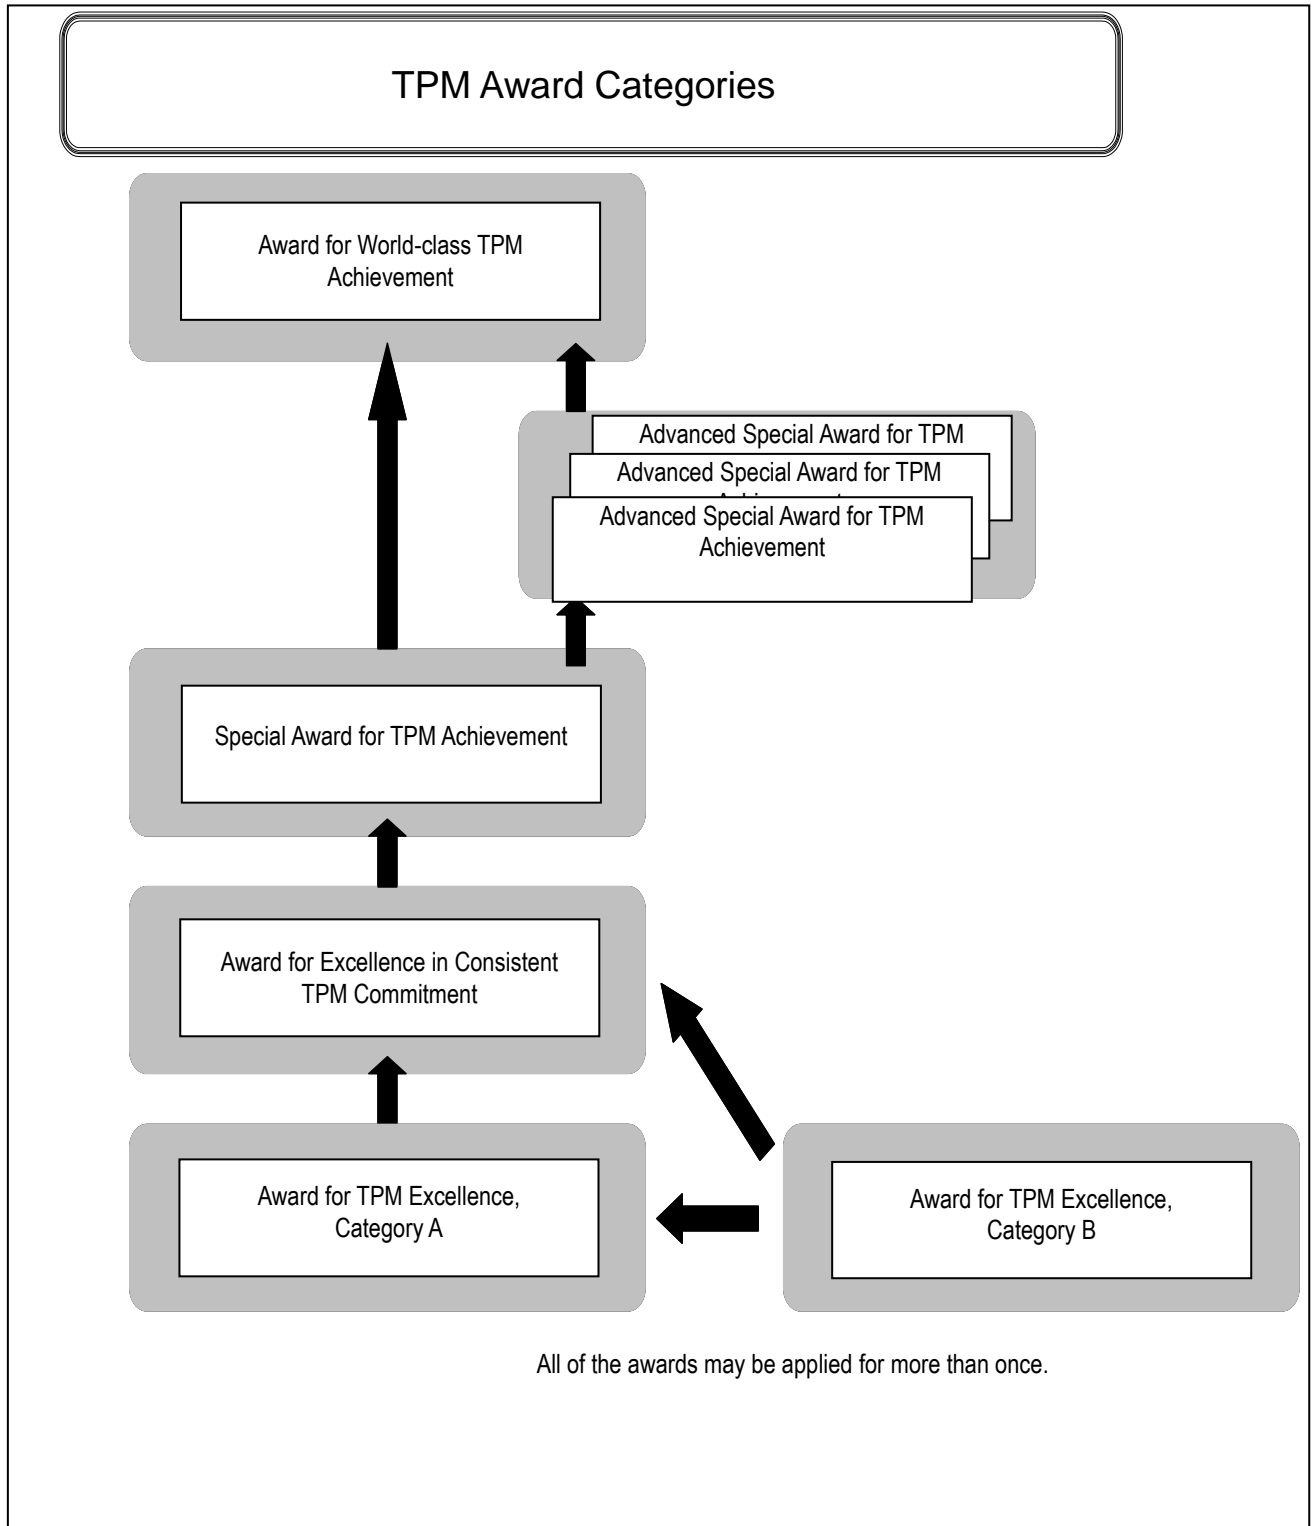 TPM Award Categories
Award for World-class TPM
Achievement
Advanced Special Award for TPM
Advanced Special Award for TPM
Advanced Special Award for TPM
Achievement
Special Award for TPM Achievement
Award for Excellence in Consistent
TPM Commitment
Award for TPM Excellence,
Category A
Award for TPM Excellence,
Category B
All of the awards may be applied for more than once.